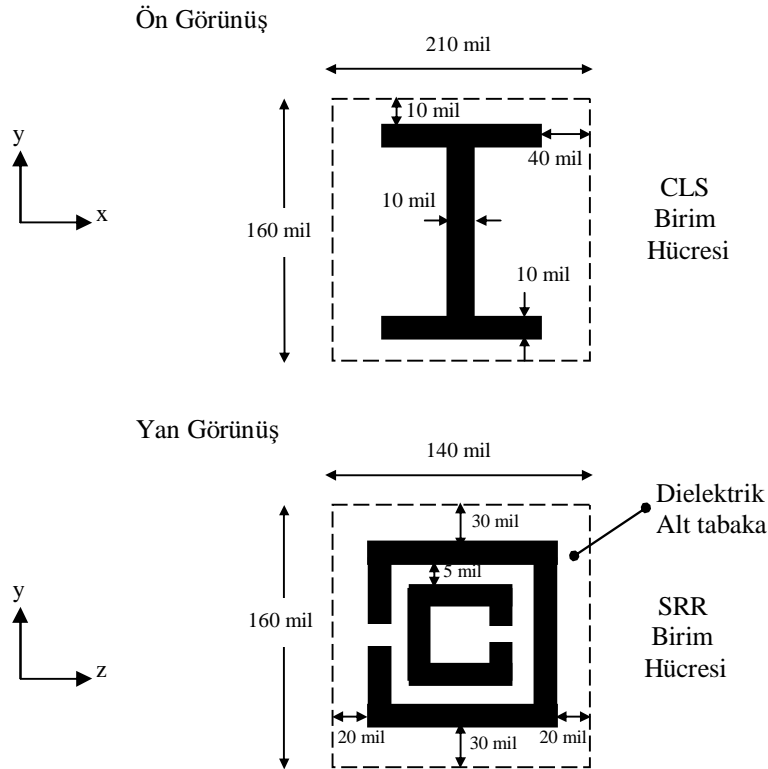 Ön Görünüş
210 mil
10 mil
y
40 mil
x
10 mil
160 mil
CLS
Birim
Hücresi
10 mil
Yan Görünüş
140 mil
Dielektrik
Alt tabaka
30 mil
5 mil
y
160 mil
SRR
Birim
Hücresi
z
20 mil
30 mil
20 mil